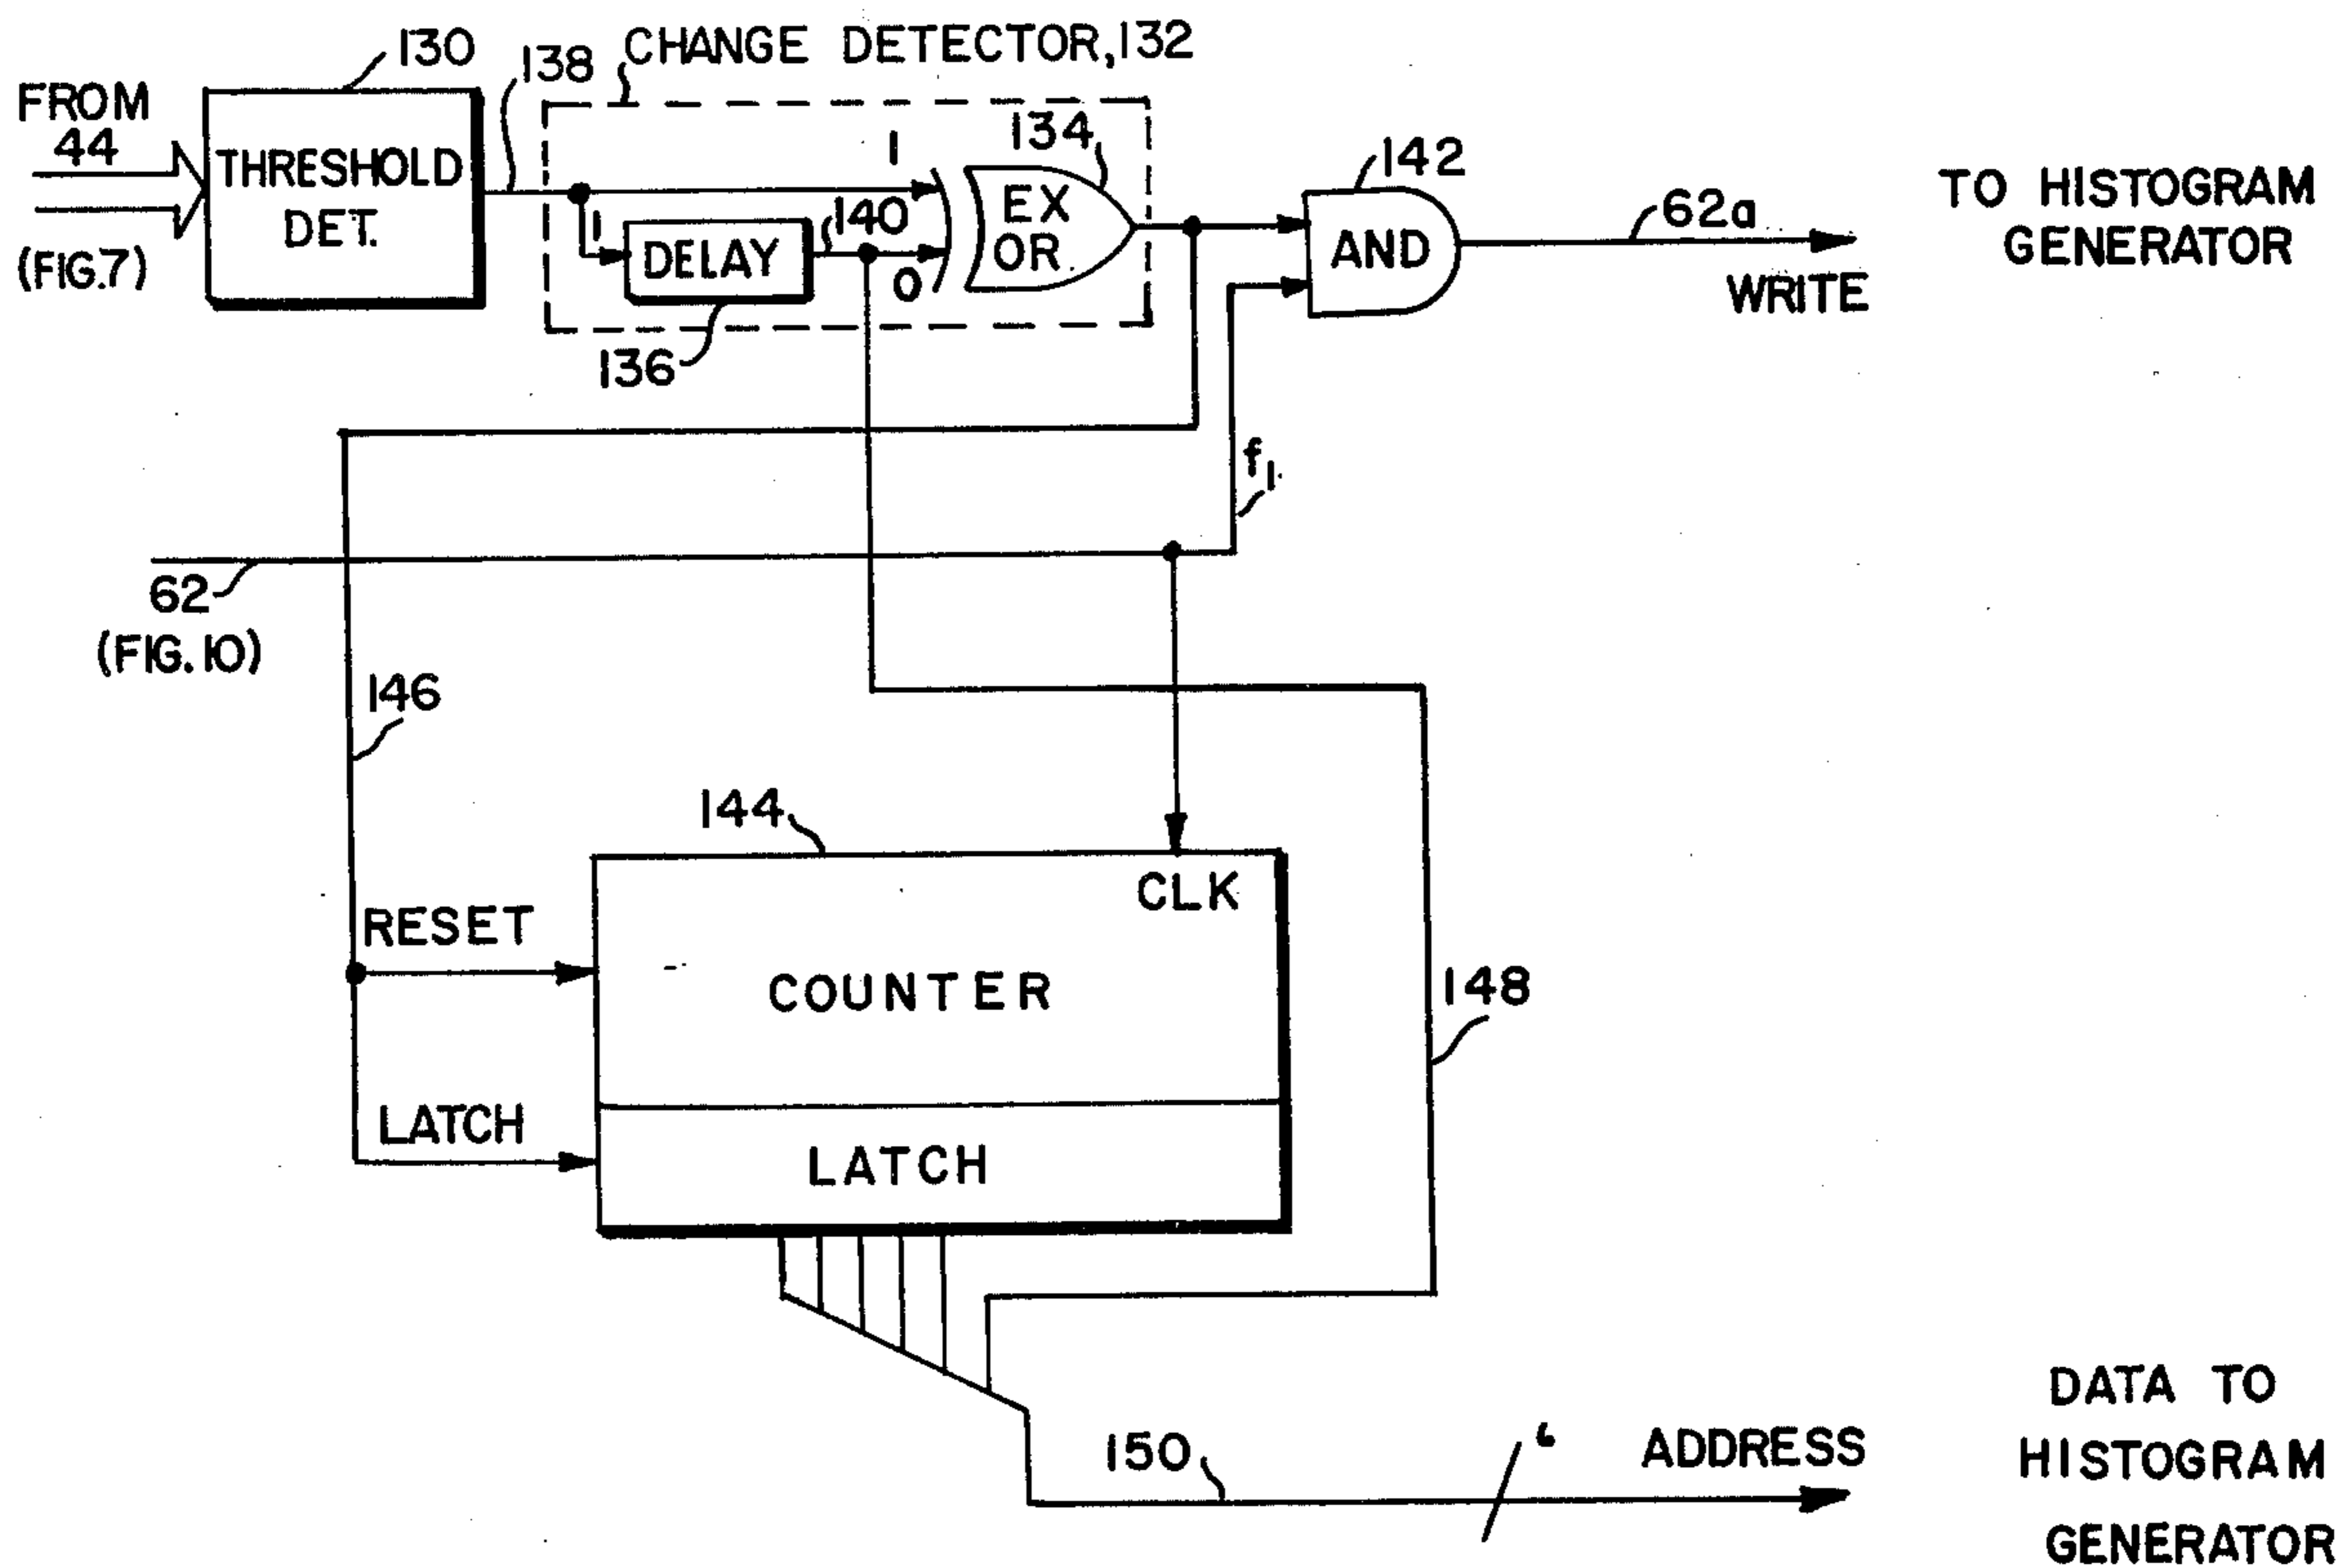 130
138
CHANGE DETECTOR,132
FROM
44
(FIG.7)
THRESHOLD
DET.
1
1
140
0
DELAY
136
134
EX
OR
142
AND
62a
WRITE
TO HISTOGRAM
GENERATOR
f1
62
(FIG.10)
146
144
CLK
RESET
COUNTER
148
LATCH
LATCH
150
6
ADDRESS
DATA TO
HISTOGRAM
GENERATOR